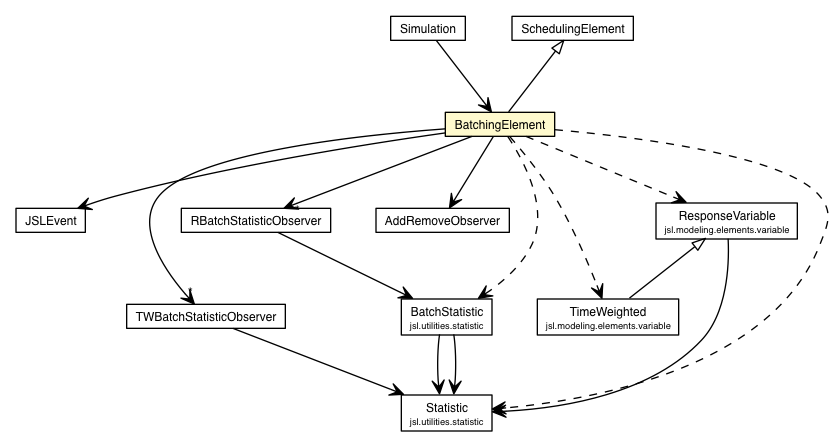 Simulation
SchedulingElement
BatchingElement
JSLEvent
RBatchStatisticObserver
AddRemoveObserver
ResponseVariable
jsl.modeling.elements.variable
TWBatchStatisticObserver
*
BatchStatistic
jsl.utilities.statistic
TimeWeighted
jsl.modeling.elements.variable
Statistic
jsl.utilities.statistic